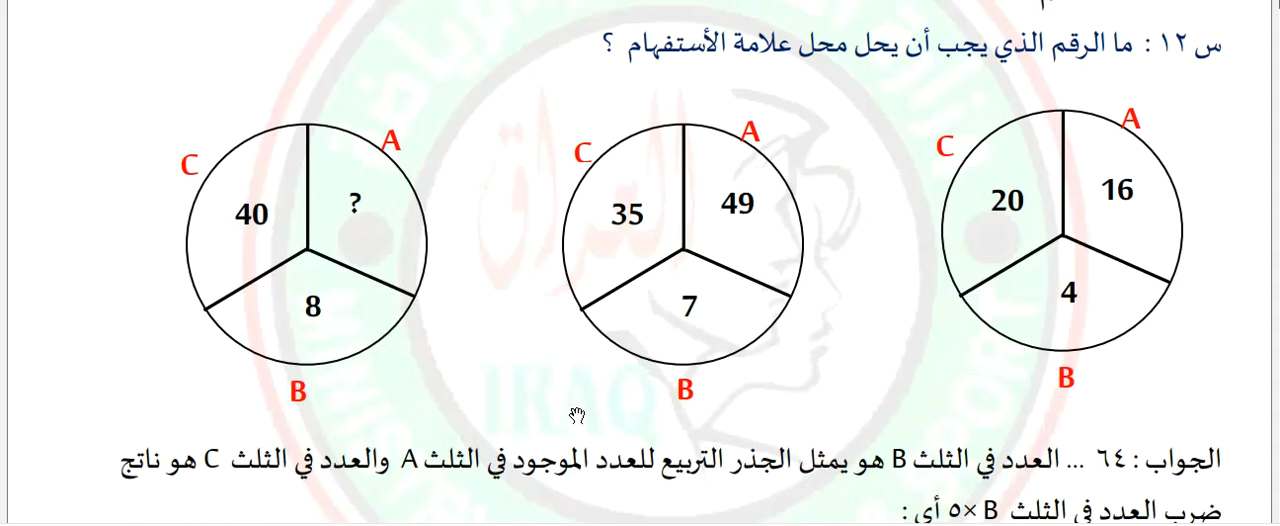 س ١٢ : ما الرقم الذي يجب أن يحل محل علامة الأستفهام ؟
A
C
16
20
4
B
A
C
49
35
7
B
A
C
?
40
8
B
IRAQ
العراق
الجواب : ٦٤ ... العدد في الثلث B هو يمثل الجذر التربيع للعدد الموجود في الثلث A والعدد في الثلث C هو ناتج
ضرب العدد في الثلث B ×٥ أي :